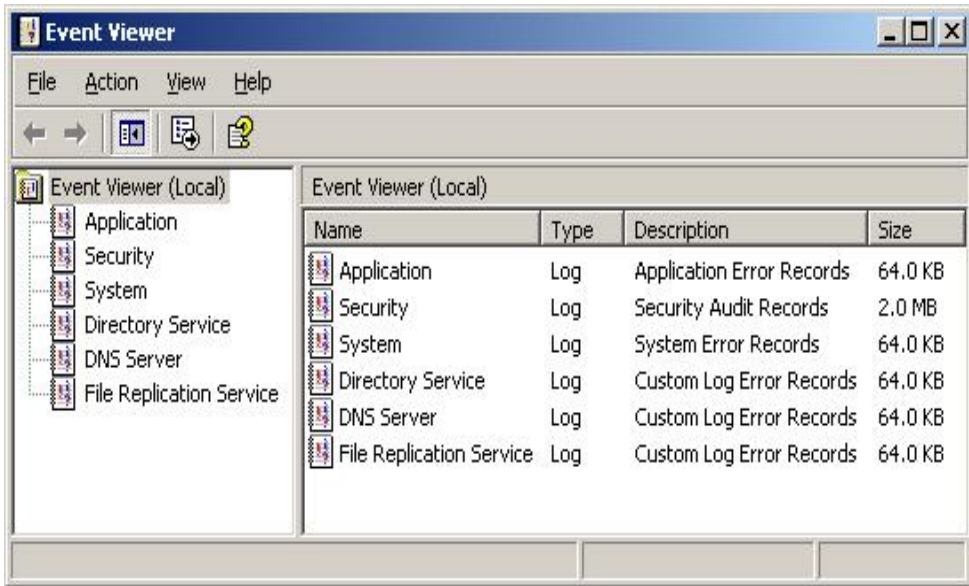 Event Viewer
File Action View Help
Event Viewer (Local)
Application
Security
System
Directory Service
DNS Server
File Replication Service
Event Viewer (Local)
Name Type Description Size
Application Log Application Error Records 64.0 KB
Security Log Security Audit Records 2.0 MB
System Log System Error Records 64.0 KB
Directory Service Log Custom Log Error Records 64.0 KB
DNS Server Log Custom Log Error Records 64.0 KB
File Replication Service Log Custom Log Error Records 64.0 KB